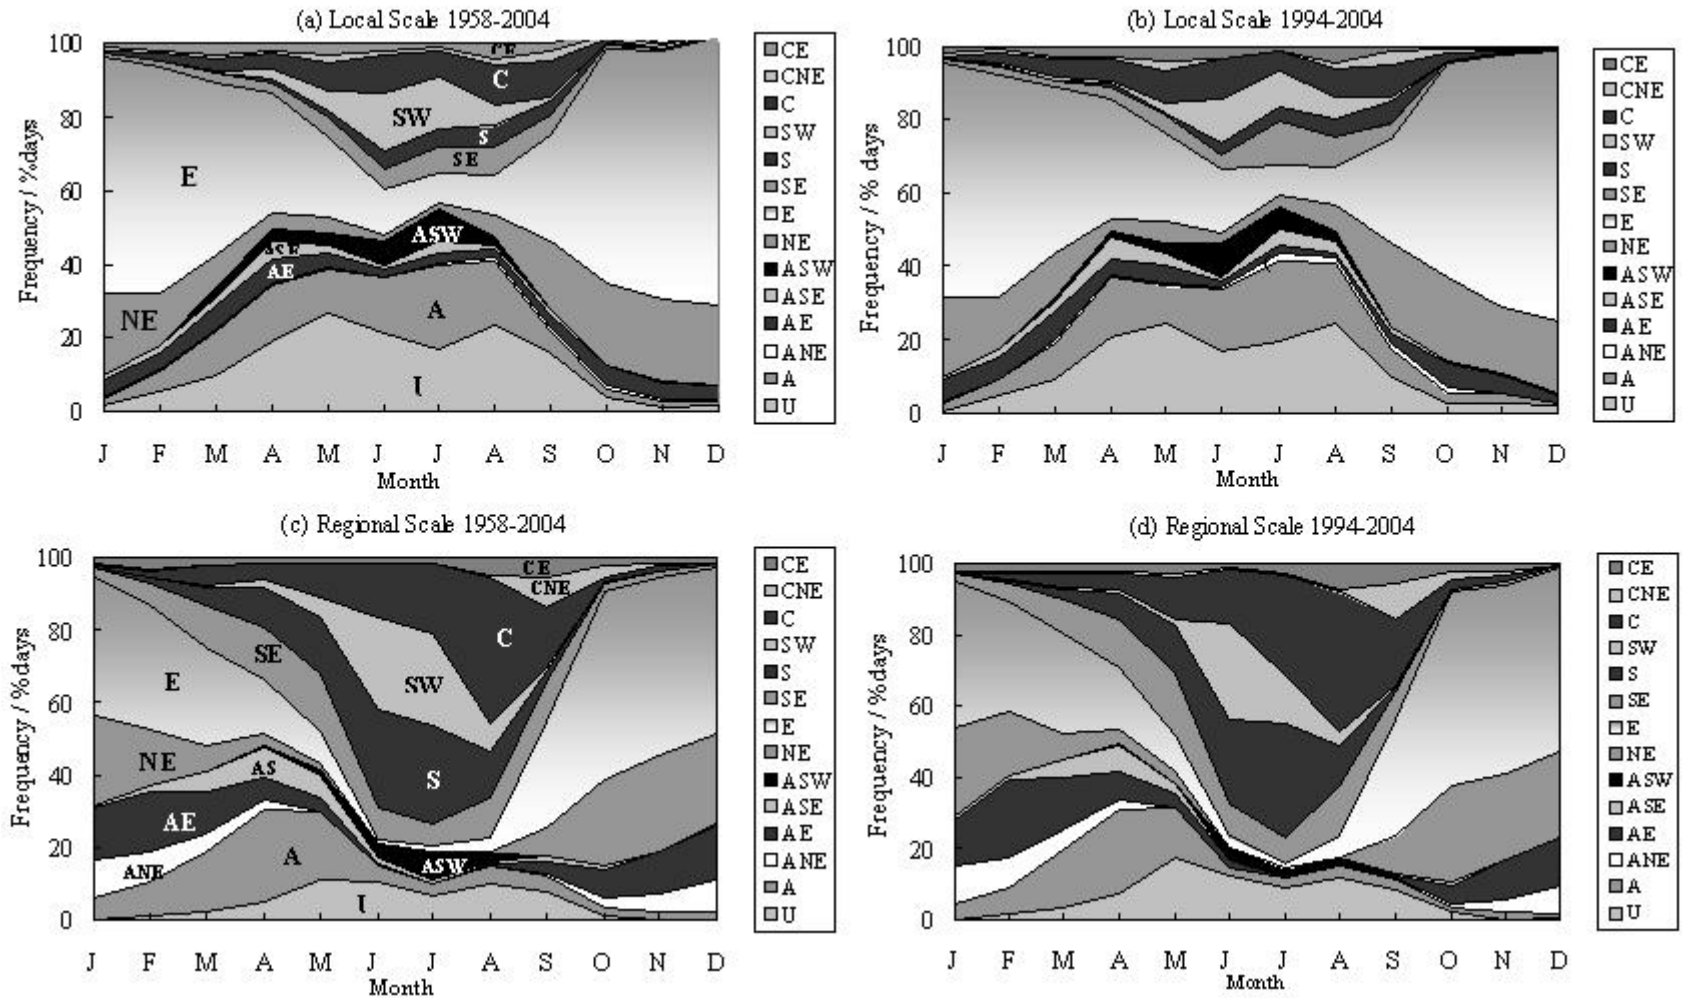 (a) Local Scale 1958-2004
100
80
60
40
20
0
Frequency / %days
CE
C
SW
S
SE
E
NE
ASW
ASE
AE
A
U
J F M A M J J A S O N D
Month
CE
CNE
C
SW
S
SE
E
NE
ASW
ASE
AE
ANE
A
U
(b) Local Scale 1994-2004
100
80
60
40
20
0
Frequency / % days
J F M A M J J A S O N D
Month
CE
CNE
C
SW
S
SE
E
NE
ASW
ASE
AE
ANE
A
U
(c) Regional Scale 1958-2004
100
80
60
40
20
0
Frequency / %days
CE
CNE
C
SE
E
SW
NE
AS
S
AE
ANE
A
ASW
U
J F M A M J J A S O N D
Month
CE
CNE
C
SW
S
SE
E
NE
ASW
ASE
AE
ANE
A
U
(d) Regional Scale 1994-2004
100
80
60
40
20
0
Frequency / %days
J F M A M J J A S O N D
Month
CE
CNE
C
SW
S
SE
E
NE
ASW
ASE
AE
ANE
A
U